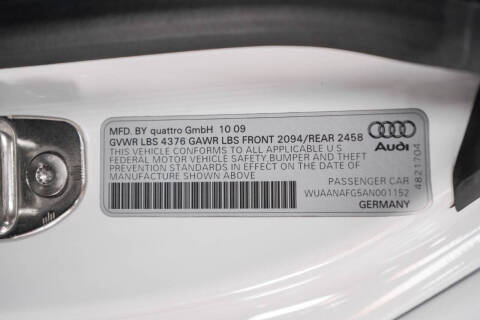 MFD. BY quattro GmbH 10 09
GVWR LBS 4376 GAWR LBS FRONT 2094/REAR 2458
THIS VEHICLE CONFORMS TO ALL APPLICABLE U S
FEDERAL MOTOR VEHICLE SAFETY,BUMPER AND THEFT
PREVENTION STANDARDS IN EFFECT ON THE DATE OF
MANUFACTURE SHOWN ABOVE
Audi
PASSENGER CAR
WUAANAFG5AN001152
GERMANY
4821704